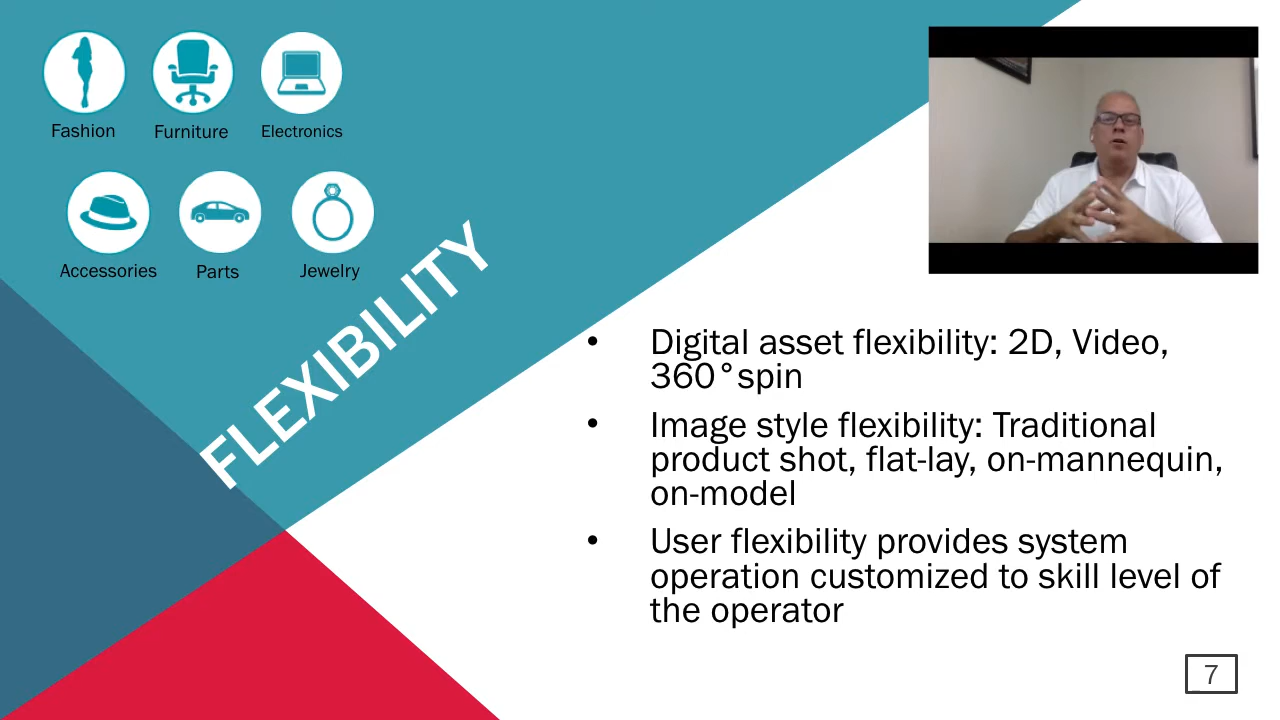 Fashion
Furniture
Electronics
Accessories
Parts
Jewelry
FLEXIBILITY
• Digital asset flexibility: 2D, Video,
360°spin
• Image style flexibility: Traditional
product shot, flat-lay, on-mannequin,
on-model
• User flexibility provides system
operation customized to skill level of
the operator
7